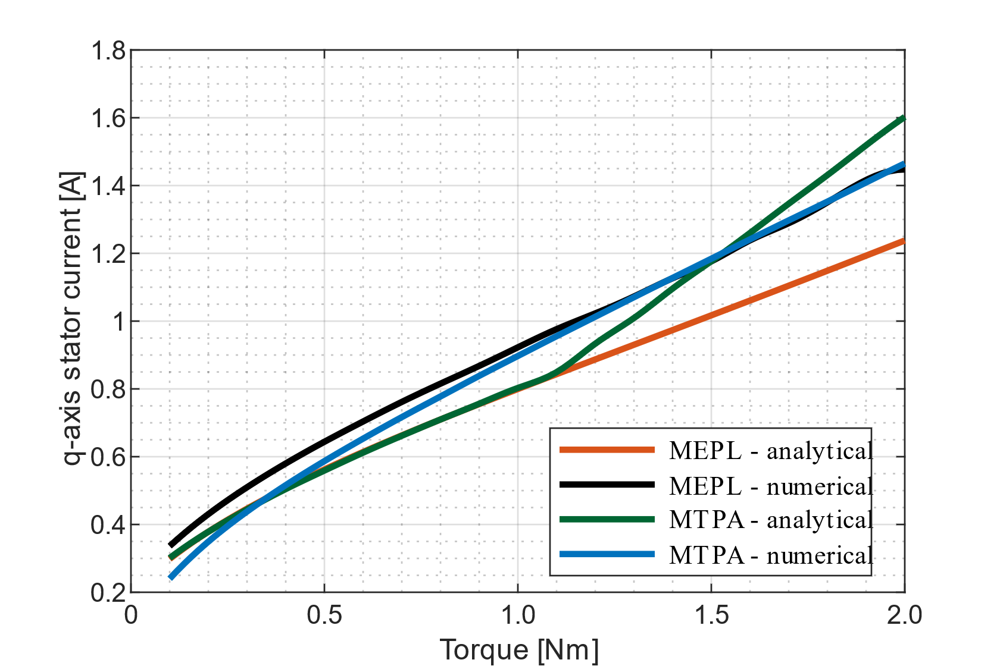 1.8
1.6
1.4
1.2
1
0.8
0.6
0.4
0.2
q-axis stator current [A]
MEPL - analytical
MEPL - numerical
MTPA - analytical
MTPA - numerical
0 0.5 1.0 1.5 2.0
Torque [Nm]